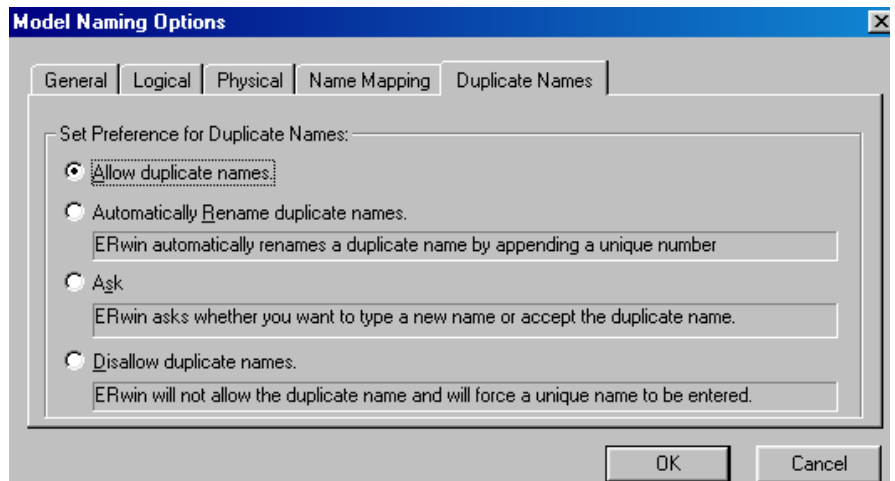 Model Naming Options
General
Logical
Physical
Name Mapping
Duplicate Names
Set Preference for Duplicate Names:
Allow duplicate names.
Automatically Rename duplicate names.
ERwin automatically renames a duplicate name by appending a unique number
Ask
ERwin asks whether you want to type a new name or accept the duplicate name.
Disallow duplicate names.
ERwin will not allow the duplicate name and will force a unique name to be entered.
OK
Cancel